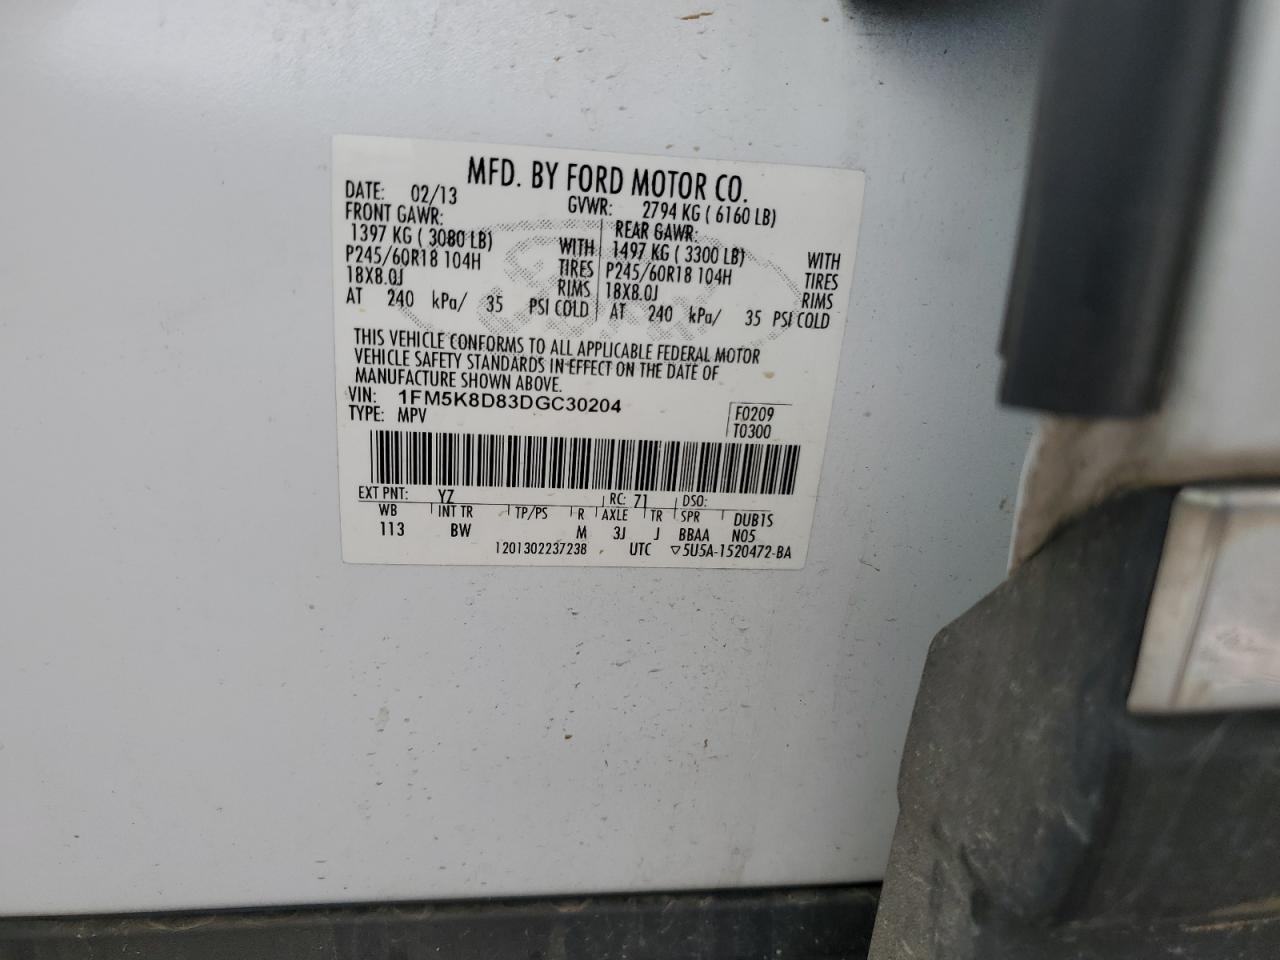 MFD. BY FORD MOTOR CO.
DATE: 02/13 GVWR: 2794 KG ( 6160 LB)
FRONT GAWR: REAR GAWR:
1397 KG ( 3080 LB) WITH 1497 KG ( 3300 LB) WITH
P245/60R18 104H TIRES P245/60R18 104H TIRES
18X8.0J RIMS 18X8.0J RIMS
AT 240 kPa/ 35 PSI COLD AT 240 kPa/ 35 PSI COLD
THIS VEHICLE CONFORMS TO ALL APPLICABLE FEDERAL MOTOR
VEHICLE SAFETY STANDARDS IN EFFECT ON THE DATE OF
MANUFACTURE SHOWN ABOVE.
VIN: 1FM5K8D83DGC30204 F0209
TYPE: MPV T0300
EXT PNT: YZ RC: 71 DSO:
WB INT TR TP/PS R AXLE TR SPR DUB1S
113 BW M 3J J BBAA N05
1201302237238 UTC ▽5U5A-1520472-BA